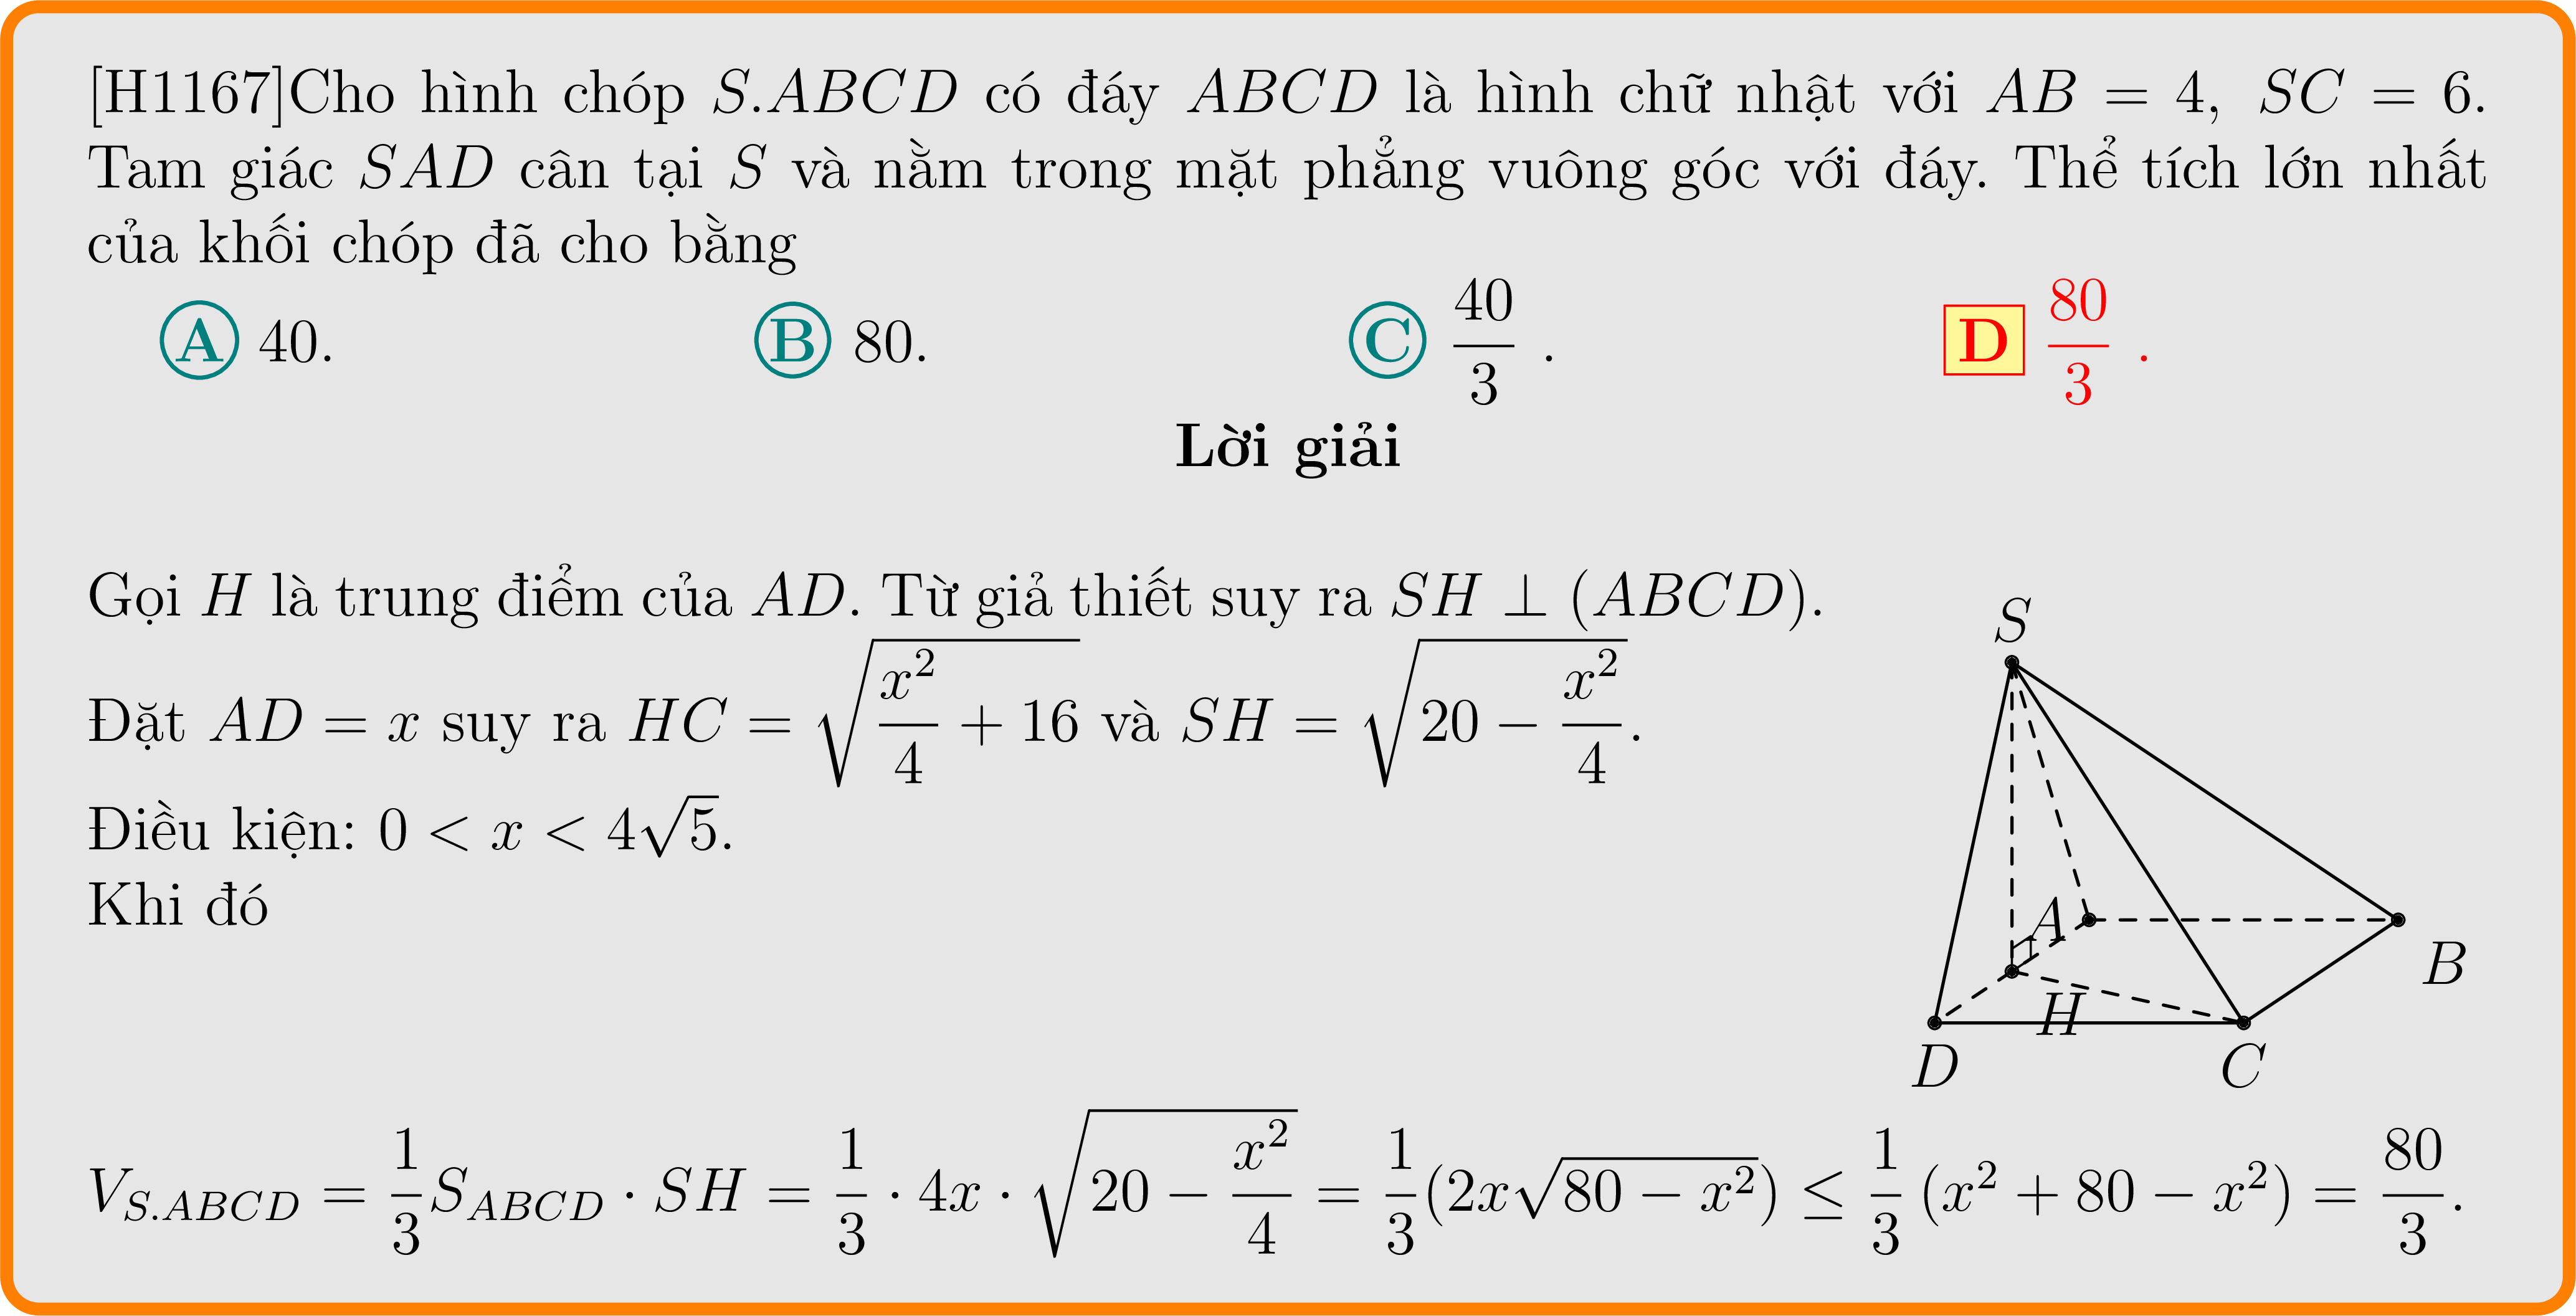 [H1167]Cho hình chóp S.ABCD có đáy ABCD là hình chữ nhật với AB = 4, SC = 6.
Tam giác SAD cân tại S và nằm trong mặt phẳng vuông góc với đáy. Thể tích lớn nhất
của khối chóp đã cho bằng
A 40. B 80. C \frac{40}{3} . D \frac{80}{3} .
Lời giải
Gọi H là trung điểm của AD. Từ giả thiết suy ra SH ⊥ (ABCD).
Đặt AD = x suy ra HC = \sqrt{\frac{x^2}{4} + 16} và SH = \sqrt{20 - \frac{x^2}{4}}.
Điều kiện: 0 < x < 4\sqrt{5}.
Khi đó
S
A
B
H
D C
V_{S.ABCD} = \frac{1}{3}S_{ABCD} · SH = \frac{1}{3} · 4x · \sqrt{20 - \frac{x^2}{4}} = \frac{1}{3}(2x\sqrt{80 - x^2}) ≤ \frac{1}{3}(x^2 + 80 - x^2) = \frac{80}{3}.